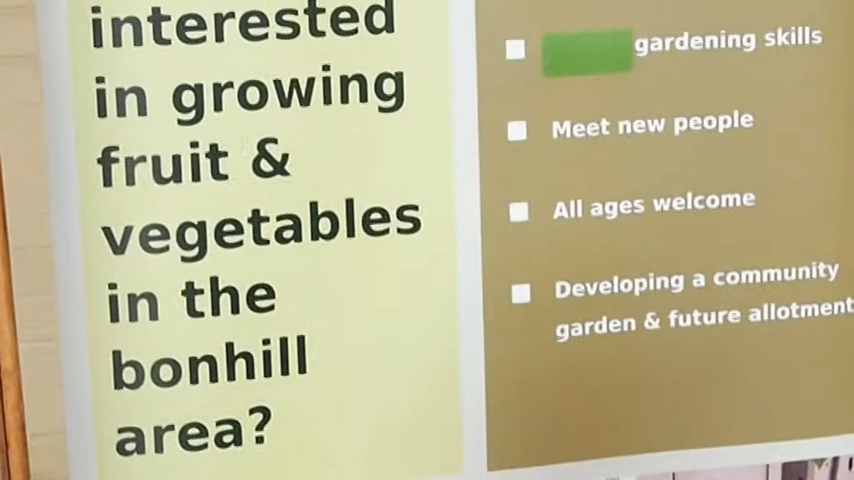 interested
in growing
fruit &
vegetables
in the
bonhill
area?
gardening skills
Meet new people
All ages welcome
Developing a community
garden & future allotment